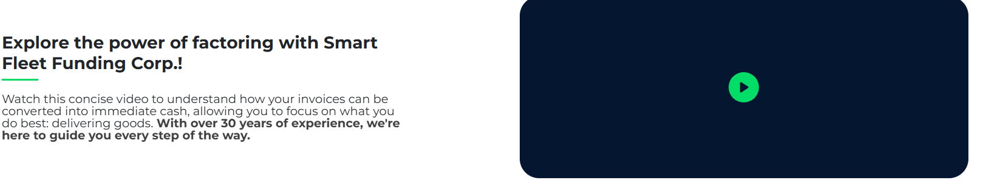 Explore the power of factoring with Smart
Fleet Funding Corp.!
Watch this concise video to understand how your invoices can be
converted into immediate cash, allowing you to focus on what you
do best: delivering goods. With over 30 years of experience, we're
here to guide you every step of the way.